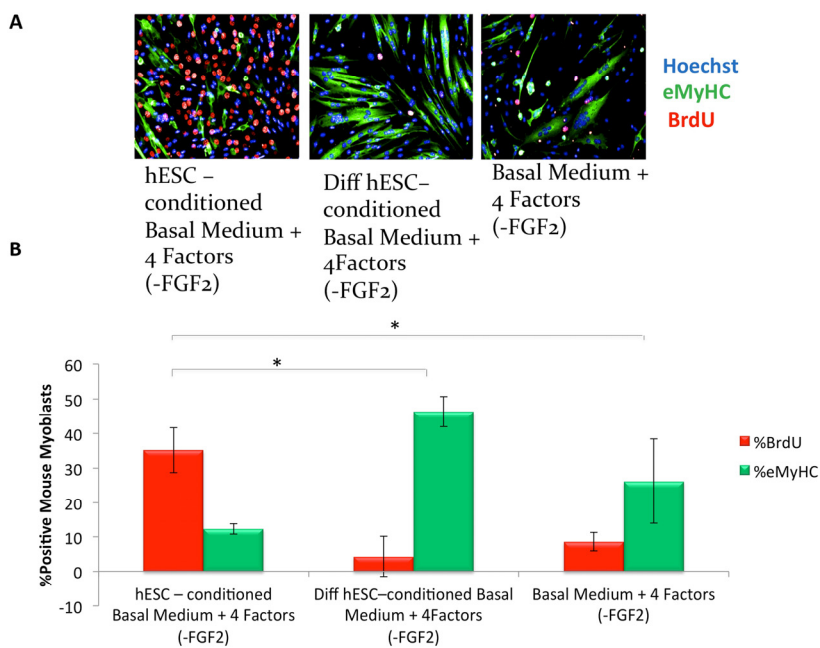 A
Hoechst
eMyHC
BrdU
hESC –
conditioned
Basal Medium +
4 Factors
(-FGF2)
Diff hESC–
conditioned
Basal Medium +
4Factors
(-FGF2)
Basal Medium +
4 Factors
(-FGF2)
B
*
*
%Positive Mouse Myoblasts
60
50
40
30
20
10
0
-10
%BrdU
%eMyHC
hESC – conditioned
Basal Medium + 4 Factors
(-FGF2)
Diff hESC–conditioned Basal
Medium + 4Factors
(-FGF2)
Basal Medium + 4 Factors
(-FGF2)